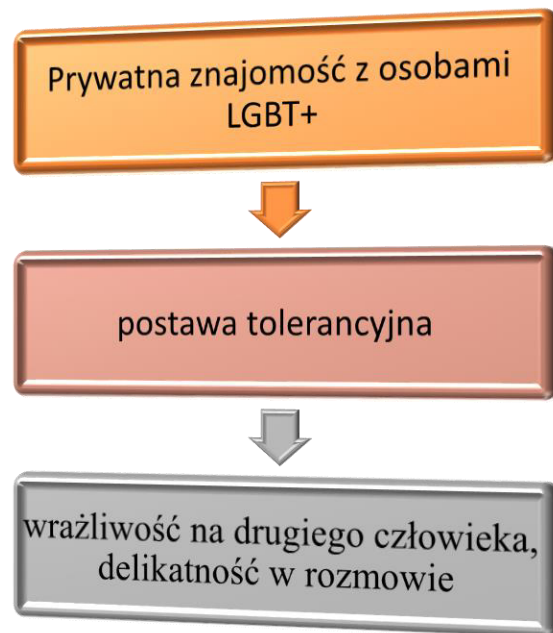 Prywatna znajomość z osobami
LGBT+
postawa tolerancyjna
wrażliwość na drugiego człowieka,
delikatność w rozmowie